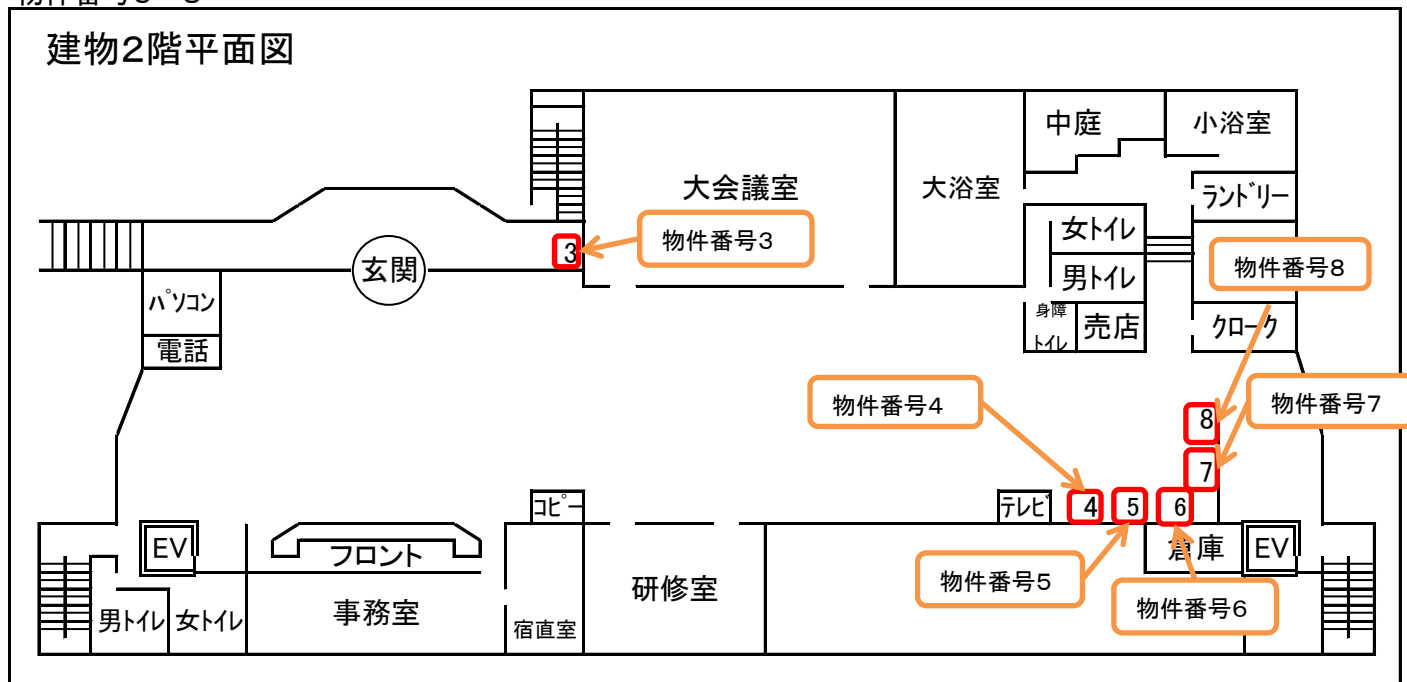 建物2階平面図
中庭
小浴室
大会議室
大浴室
ランドリー
女トイレ
物件番号3
3
物件番号8
玄関
男トイレ
パソコン
身障
トイレ
売店
クローク
電話
物件番号4
物件番号7
8
7
コピー
テレビ
4
5
6
EV
フロント
倉庫
EV
物件番号5
研修室
物件番号6
男トイレ
女トイレ
事務室
宿直室